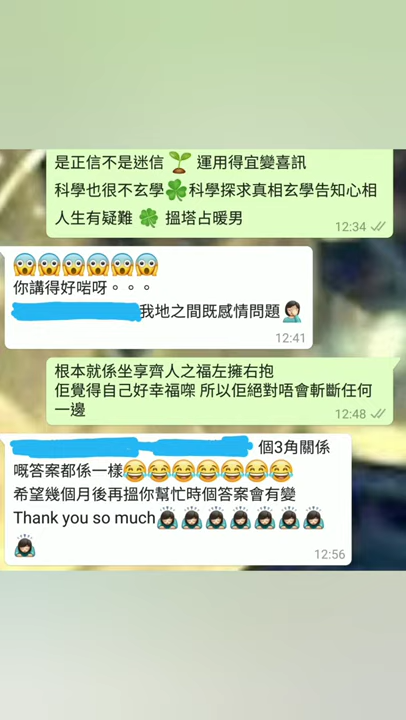 是正信不是迷信🌱 運用得宜變喜訊
科學也很不玄學🍀科學探求真相玄學告知心相
人生有疑難 🍀 搵塔占暖男
12:34
😱😱😱😱😱😱
你講得好啱呀。。。
我地之間既感情問題🤦🏻‍♀️
12:41
根本就係坐享齊人之福左擁右抱
佢覺得自己好幸福㗎 所以佢絕對唔會斬斷任何
一邊
12:48
個3角關係
嘅答案都係一樣😂😂😂😂😂😂😂
希望幾個月後再搵你幫忙時個答案會有變
Thank you so much🙇🏻‍♀️🙇🏻‍♀️🙇🏻‍♀️🙇🏻‍♀️🙇🏻‍♀️🙇🏻‍♀️🙇🏻‍♀️
🙇🏻‍♀️
12:56